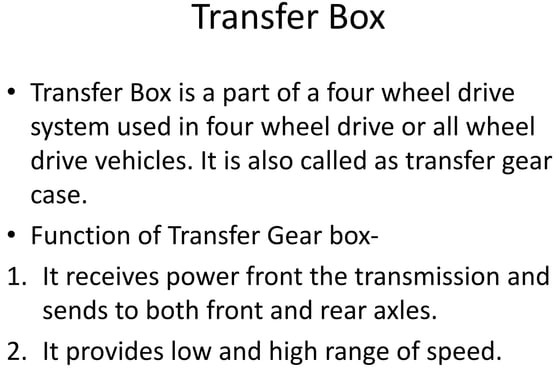 Transfer Box
• Transfer Box is a part of a four wheel drive
system used in four wheel drive or all wheel
drive vehicles. It is also called as transfer gear
case.
• Function of Transfer Gear box-
1. It receives power front the transmission and
sends to both front and rear axles.
2. It provides low and high range of speed.